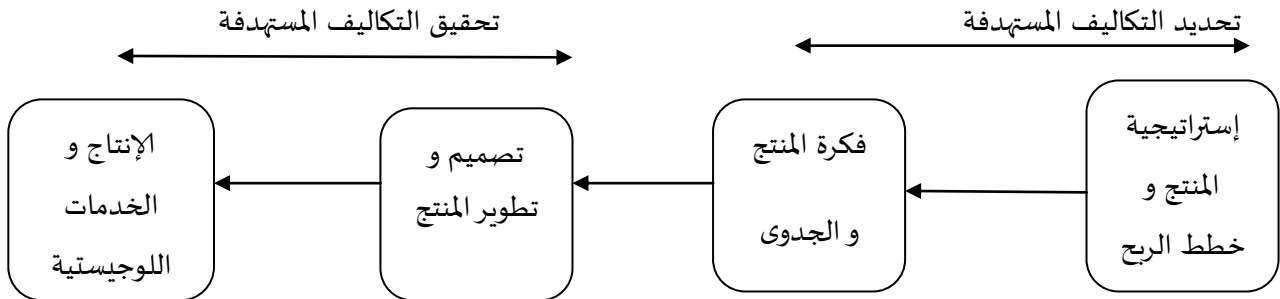 تحديد التكاليف المستهدفة
تحقيق التكاليف المستهدفة
إستراتيجية
المنتج و
خطط الربح
فكرة المنتج
و الجدوى
تصميم و
تطوير المنتج
الإنتاج و
الخدمات
اللوجيستية